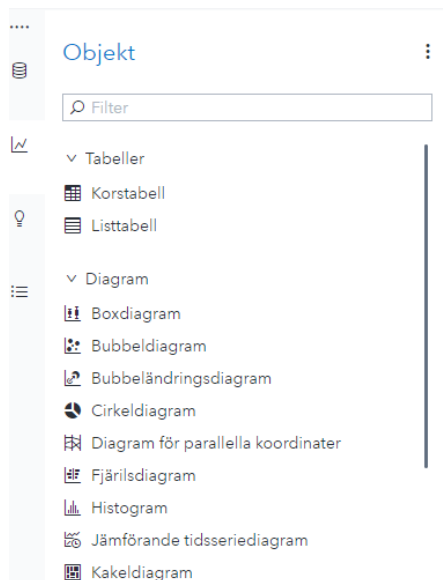 Objekt
Filter
Tabeller
Korstabell
Listtabell
Diagram
Boxdiagram
Bubbeldiagram
Bubbeländringsdiagram
Cirkeldiagram
Diagram för parallella koordinater
Fjärilsdiagram
Histogram
Jämförande tidsseriediagram
Kakeldiagram